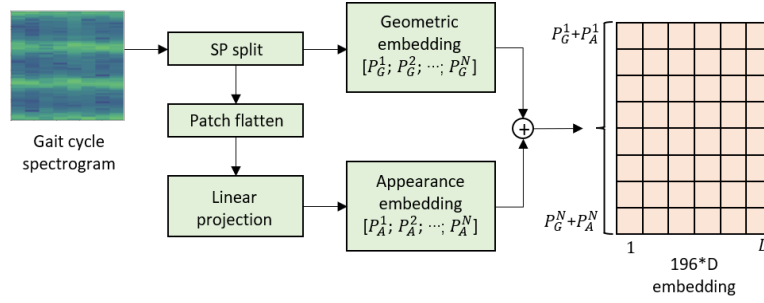 Gait cycle
spectrogram
SP split
Patch flatten
Linear
projection
Geometric
embedding
[P_G^1; P_G^2; ⋯; P_G^N]
Appearance
embedding
[P_A^1; P_A^2; ⋯; P_A^N]
+
P_G^1+P_A^1
P_G^N+P_A^N
1
196*D
embedding